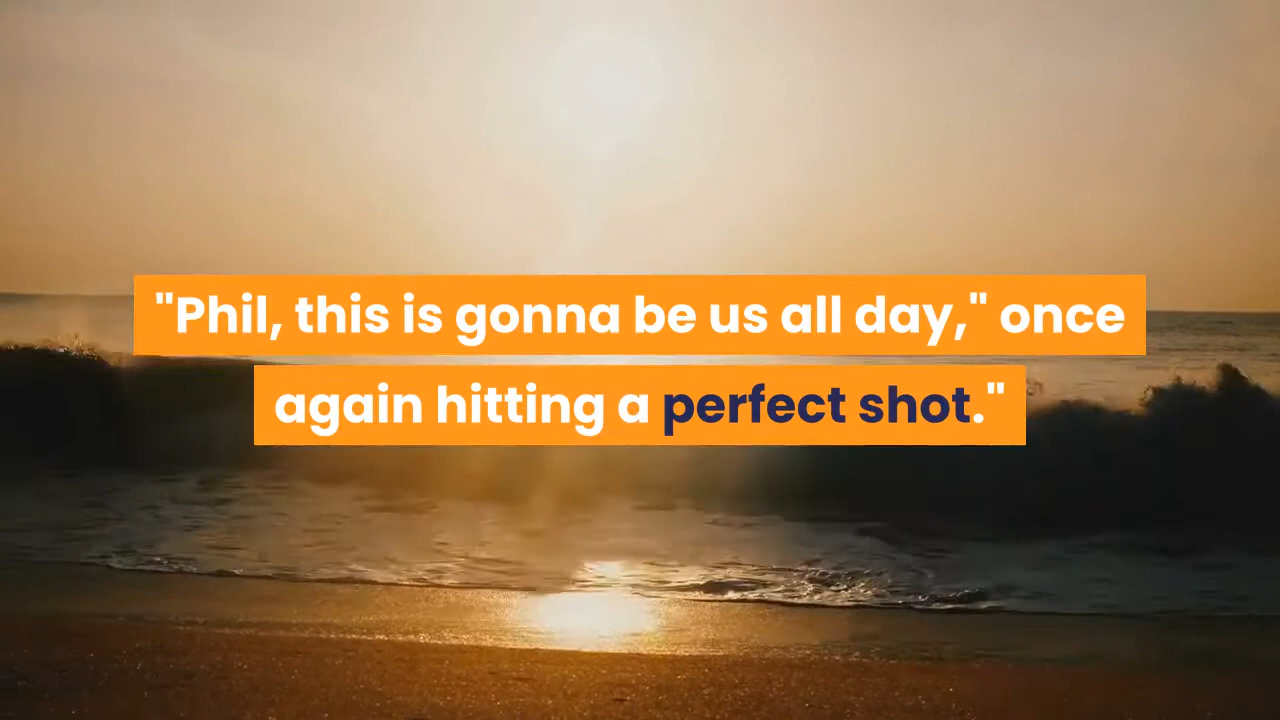 "Phil, this is gonna be us all day," once
again hitting a perfect shot."